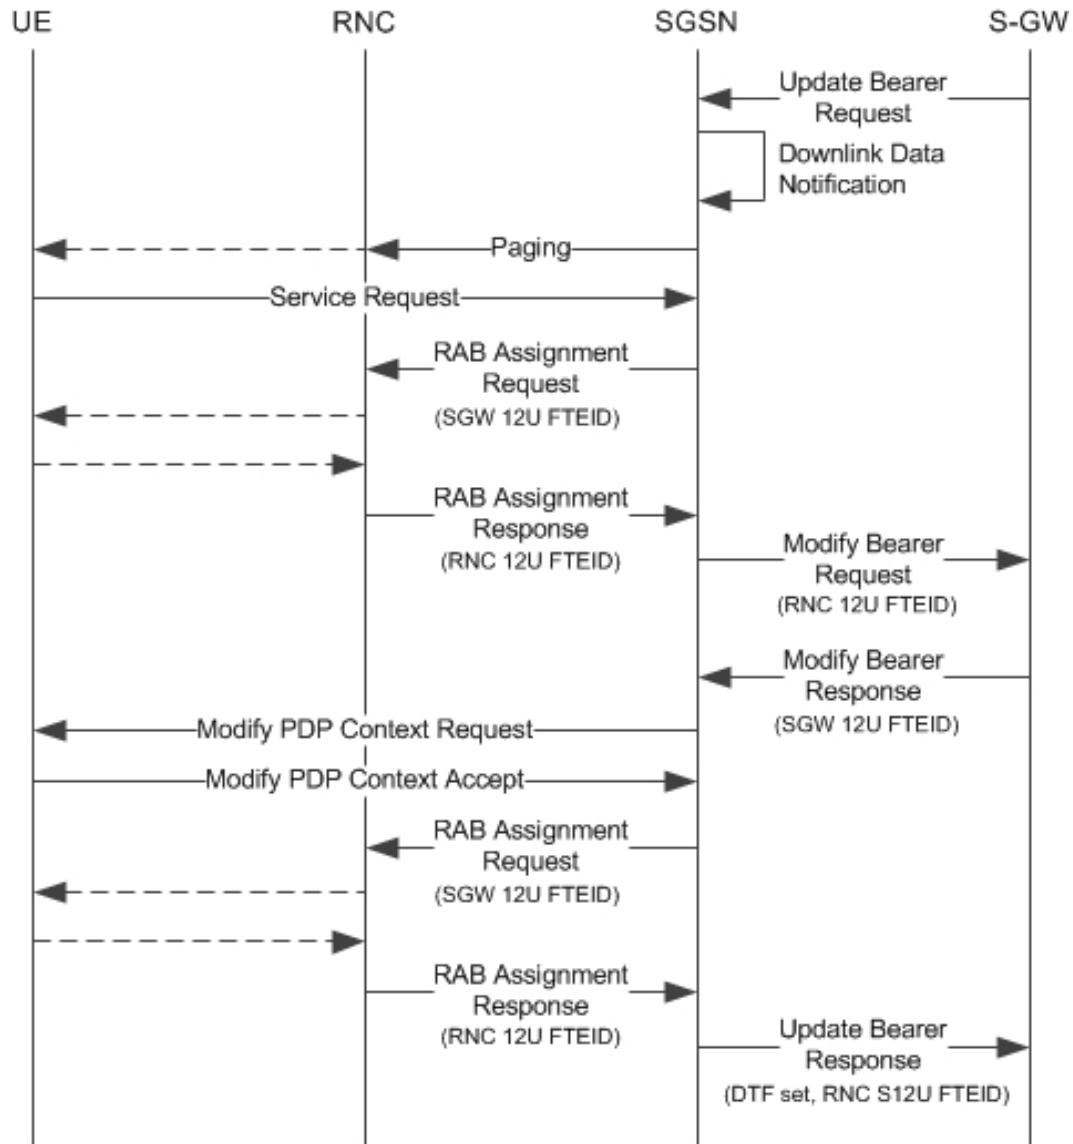 UE RNC SGSN S-GW
Update Bearer
Request
Downlink Data
Notification
Paging
Service Request
RAB Assignment
Request
(SGW 12U FTEID)
RAB Assignment
Response
(RNC 12U FTEID)
Modify Bearer
Request
(RNC 12U FTEID)
Modify Bearer
Response
(SGW 12U FTEID)
Modify PDP Context Request
Modify PDP Context Accept
RAB Assignment
Request
(SGW 12U FTEID)
RAB Assignment
Response
(RNC 12U FTEID)
Update Bearer
Response
(DTF set, RNC S12U FTEID)